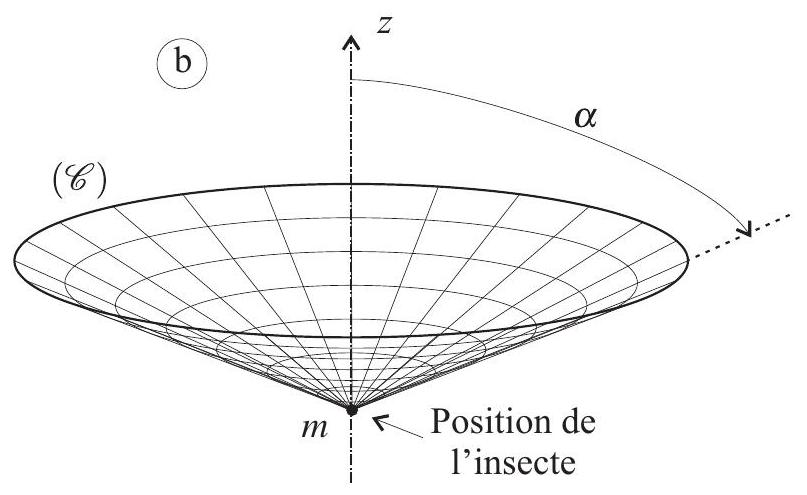 z
b
α
(𝒞)
m
Position de
l'insecte